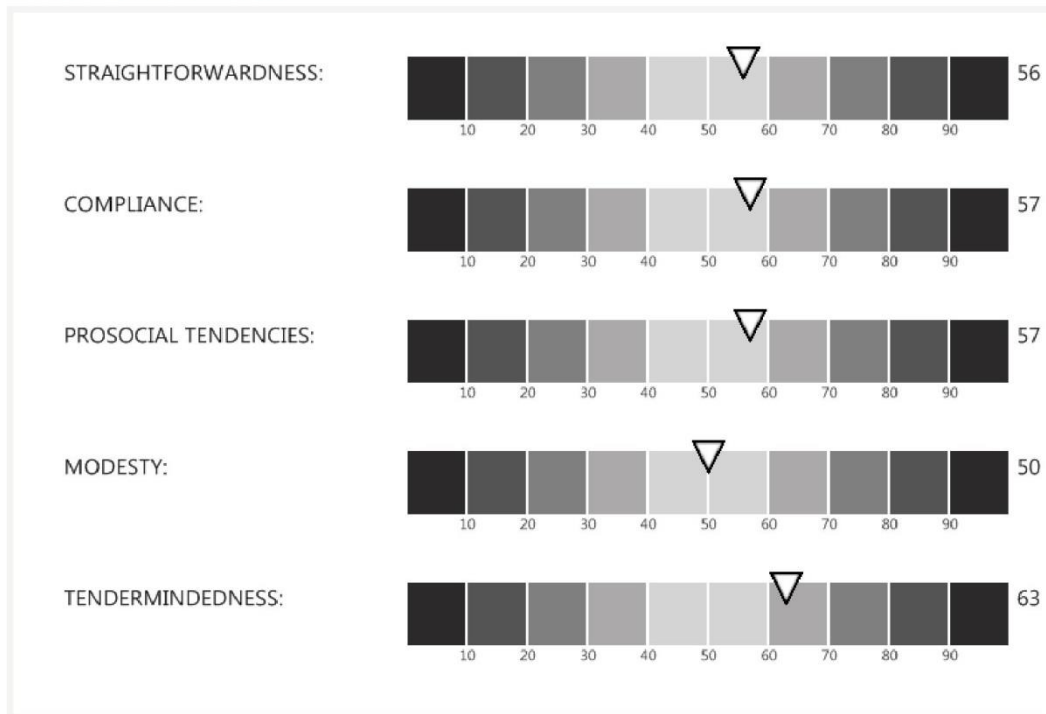 STRAIGHTFORWARDNESS: 56
10 20 30 40 50 60 70 80 90
COMPLIANCE: 57
10 20 30 40 50 60 70 80 90
PROSOCIAL TENDENCIES: 57
10 20 30 40 50 60 70 80 90
MODESTY: 50
10 20 30 40 50 60 70 80 90
TENDERMINDEDNESS: 63
10 20 30 40 50 60 70 80 90